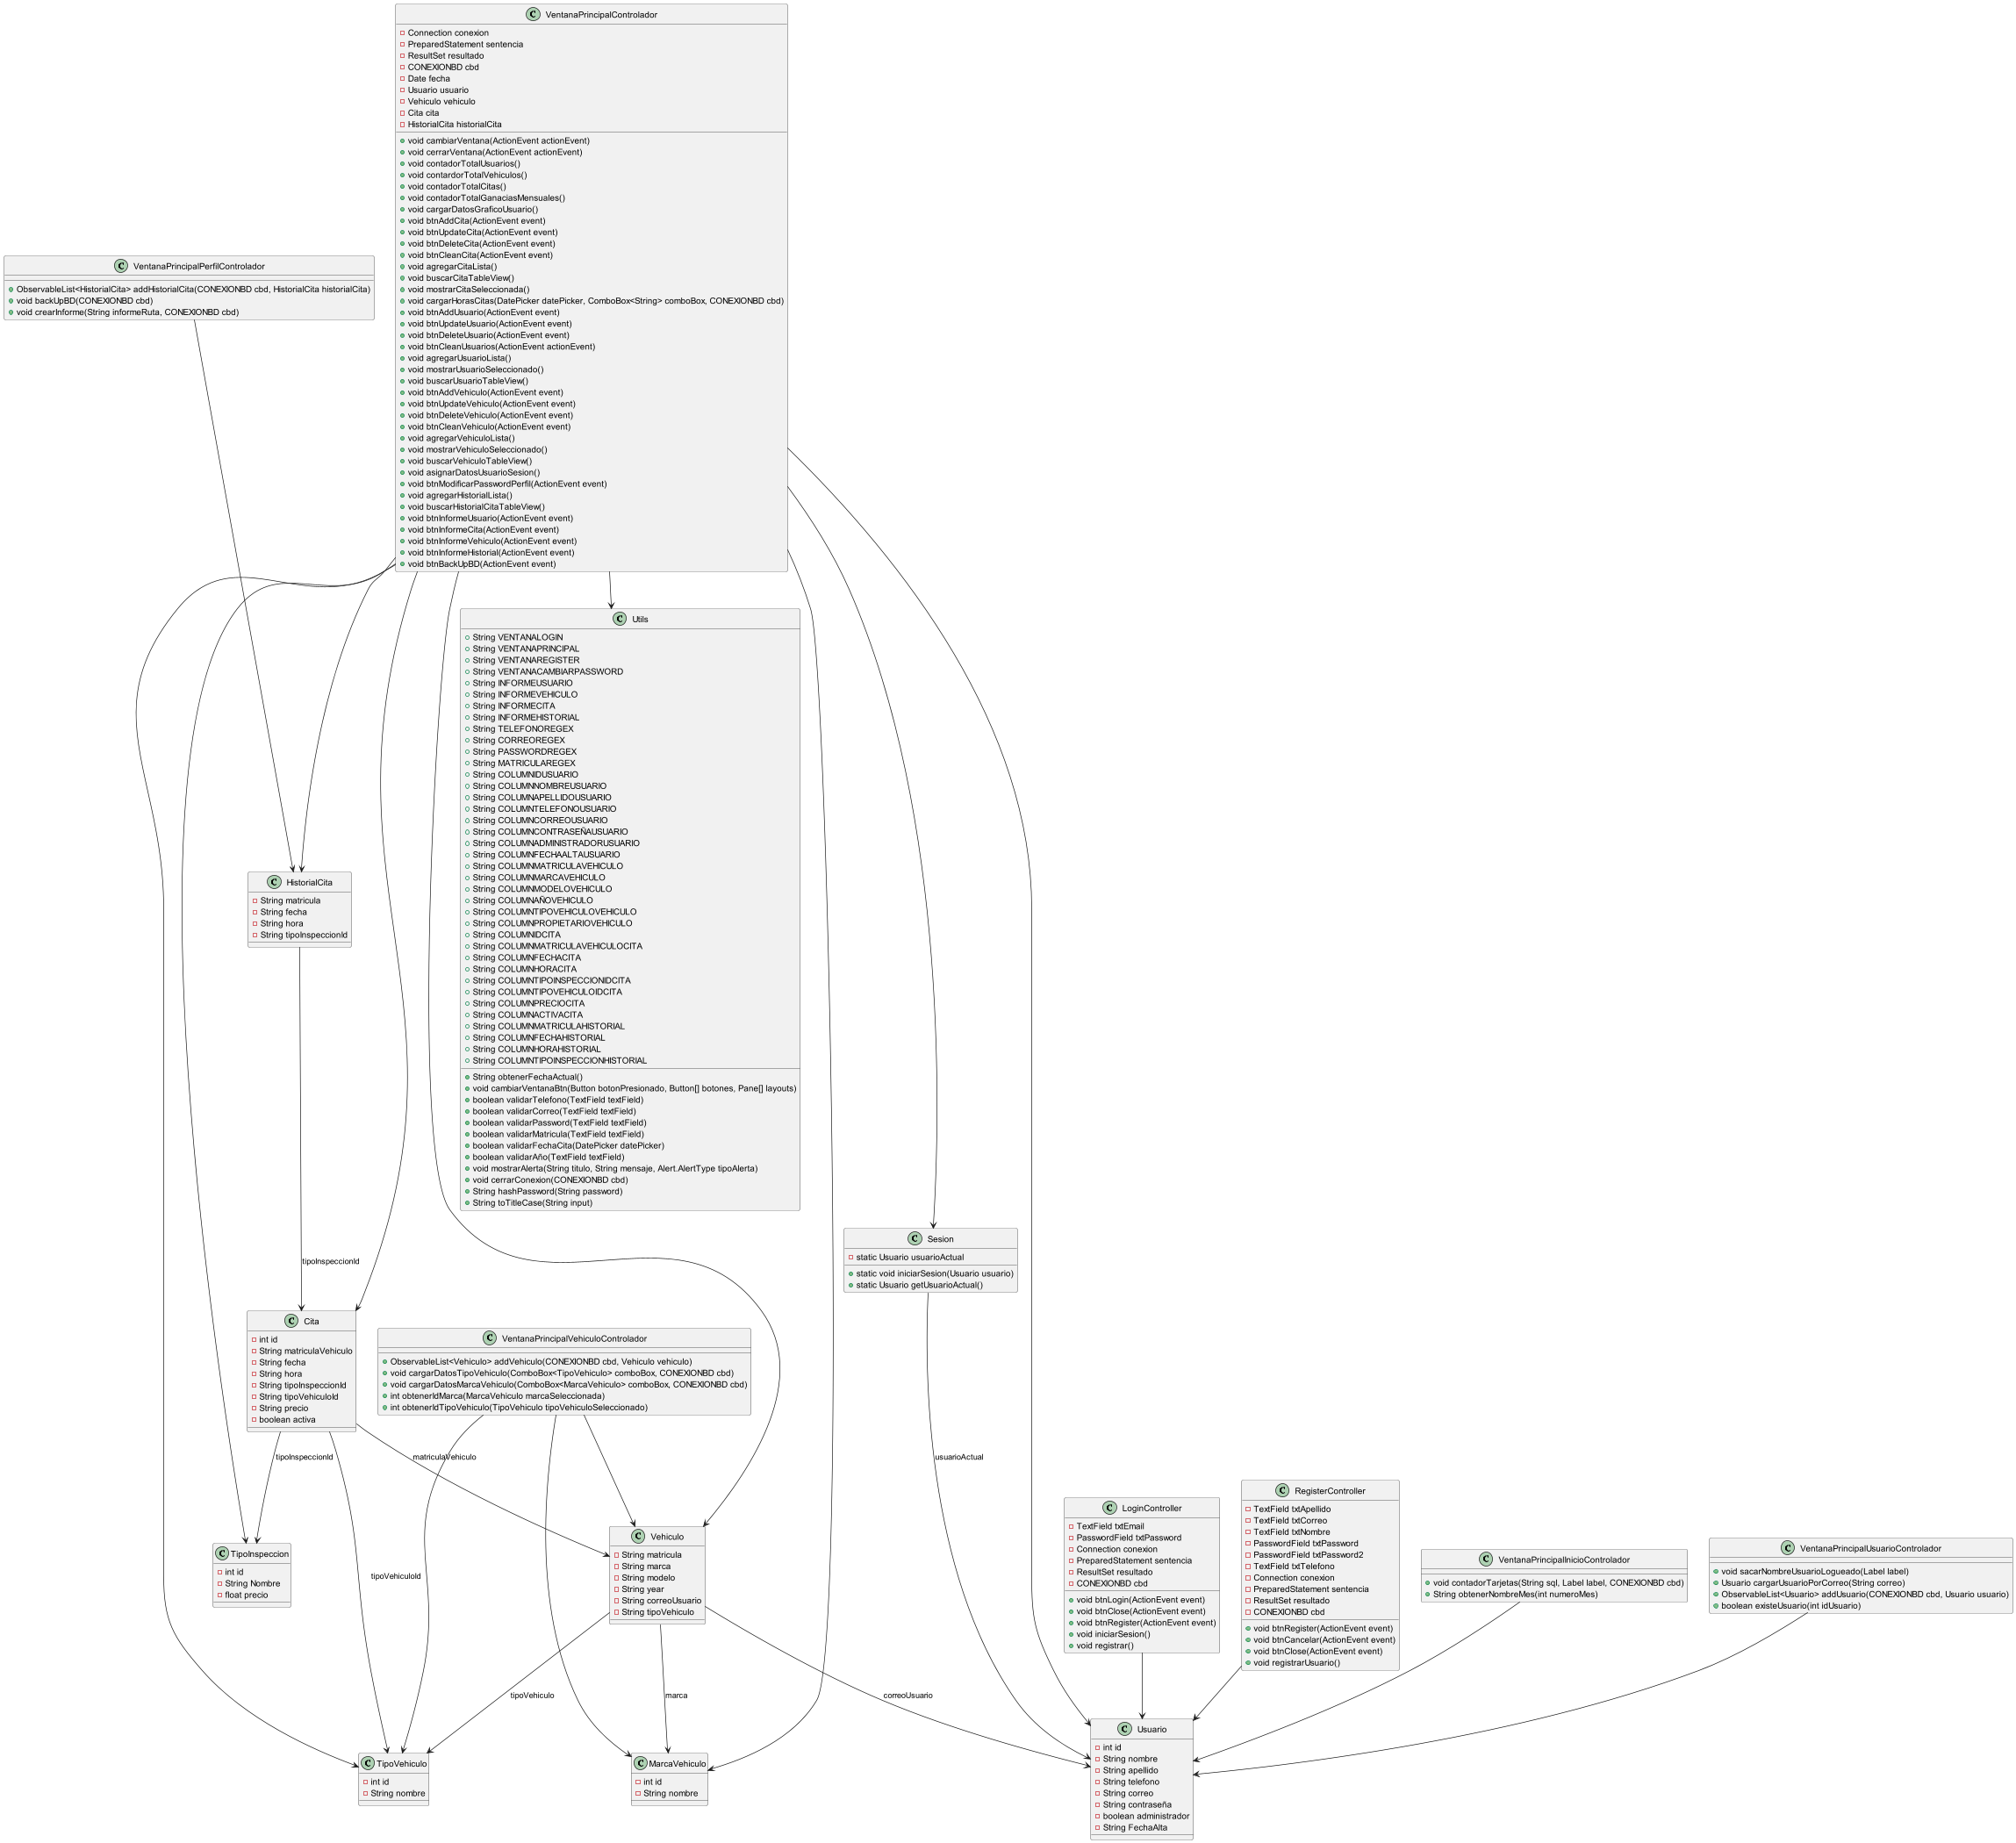 VentanaPrincipalControlador
Connection conexion
PreparedStatement sentencia
ResultSet resultado
CONEXIONBD cbd
Date fecha
Usuario usuario
Vehiculo vehiculo
Cita cita
HistorialCita historialCita
void cambiarVentana(ActionEvent actionEvent)
void cerrarVentana(ActionEvent actionEvent)
void contadorTotalUsuarios()
void contardorTotalVehiculos()
void contadorTotalCitas()
void contadorTotalGanaciasMensuales()
void cargarDatosGraficoUsuario()
void btnAddCita(ActionEvent event)
void btnUpdateCita(ActionEvent event)
void btnDeleteCita(ActionEvent event)
void btnCleanCita(ActionEvent event)
void agregarCitaLista()
void buscarCitaTableView()
void mostrarCitaSeleccionada()
void cargarHorasCitas(DatePicker datePicker, ComboBox<String> comboBox, CONEXIONBD cbd)
void btnAddUsuario(ActionEvent event)
void btnUpdateUsuario(ActionEvent event)
void btnDeleteUsuario(ActionEvent event)
void btnCleanUsuarios(ActionEvent actionEvent)
void agregarUsuarioLista()
void mostrarUsuarioSeleccionado()
void buscarUsuarioTableView()
void btnAddVehiculo(ActionEvent event)
void btnUpdateVehiculo(ActionEvent event)
void btnDeleteVehiculo(ActionEvent event)
void btnCleanVehiculo(ActionEvent event)
void agregarVehiculoLista()
void mostrarVehiculoSeleccionado()
void buscarVehiculoTableView()
void asignarDatosUsuarioSesion()
void btnModificarPasswordPerfil(ActionEvent event)
void agregarHistorialLista()
void buscarHistorialCitaTableView()
void btnInformeUsuario(ActionEvent event)
void btnInformeCita(ActionEvent event)
void btnInformeVehiculo(ActionEvent event)
void btnInformeHistorial(ActionEvent event)
void btnBackUpBD(ActionEvent event)
VentanaPrincipalPerfilControlador
ObservableList<HistorialCita> addHistorialCita(CONEXIONBD cbd, HistorialCita historialCita)
void backUpBD(CONEXIONBD cbd)
void crearInforme(String informeRuta, CONEXIONBD cbd)
Utils
String VENTANALOGIN
String VENTANAPRINCIPAL
String VENTANAREGISTER
String VENTANACAMBIARPASSWORD
String INFORMEUSUARIO
String INFORMEVEHICULO
String INFORMECITA
String INFORMEHISTORIAL
String TELEFONOREGEX
String CORREOREGEX
String PASSWORDREGEX
String MATRICULAREGEX
String COLUMNIDUSUARIO
String COLUMNNOMBREUSUARIO
String COLUMNAPELLIDOUSUARIO
String COLUMNTELEFONOUSUARIO
String COLUMNCORREOUSUARIO
String COLUMNCONTRASEÑAUSUARIO
String COLUMNADMINISTRADORUSUARIO
String COLUMNFECHAALTAUSUARIO
String COLUMNMATRICULAVEHICULO
String COLUMNMARCAVEHICULO
String COLUMNMODELOVEHICULO
String COLUMNAÑOVEHICULO
String COLUMNTIPOVEHICULOVEHICULO
String COLUMNPROPIETARIOVEHICULO
String COLUMNIDCITA
String COLUMNMATRICULAVEHICULOCITA
String COLUMNFECHACITA
String COLUMNHORACITA
String COLUMNTIPOINSPECCIONIDCITA
String COLUMNTIPOVEHICULOIDCITA
String COLUMNPRECIOCITA
String COLUMNACTIVACITA
String COLUMNMATRICULAHISTORIAL
String COLUMNFECHAHISTORIAL
String COLUMNHORAHISTORIAL
String COLUMNTIPOINSPECCIONHISTORIAL
String obtenerFechaActual()
void cambiarVentanaBtn(Button botonPresionado, Button[] botones, Pane[] layouts)
boolean validarTelefono(TextField textField)
boolean validarCorreo(TextField textField)
boolean validarPassword(TextField textField)
boolean validarMatricula(TextField textField)
boolean validarFechaCita(DatePicker datePicker)
boolean validarAño(TextField textField)
void mostrarAlerta(String titulo, String mensaje, Alert.AlertType tipoAlerta)
void cerrarConexion(CONEXIONBD cbd)
String hashPassword(String password)
String toTitleCase(String input)
HistorialCita
String matricula
String fecha
String hora
String tipoInspeccionId
tipoInspeccionId
Sesion
static Usuario usuarioActual
static void iniciarSesion(Usuario usuario)
static Usuario getUsuarioActual()
Cita
int id
String matriculaVehiculo
String fecha
String hora
String tipoInspeccionId
String tipoVehiculoId
String precio
boolean activa
VentanaPrincipalVehiculoControlador
ObservableList<Vehiculo> addVehiculo(CONEXIONBD cbd, Vehiculo vehiculo)
void cargarDatosTipoVehiculo(ComboBox<TipoVehiculo> comboBox, CONEXIONBD cbd)
void cargarDatosMarcaVehiculo(ComboBox<MarcaVehiculo> comboBox, CONEXIONBD cbd)
int obtenerIdMarca(MarcaVehiculo marcaSeleccionada)
int obtenerIdTipoVehiculo(TipoVehiculo tipoVehiculoSeleccionado)
tipoInspeccionId
matriculaVehiculo
usuarioActual
TipoInspeccion
int id
String Nombre
float precio
tipoVehiculoId
Vehiculo
String matricula
String marca
String modelo
String year
String correoUsuario
String tipoVehiculo
LoginController
TextField txtEmail
PasswordField txtPassword
Connection conexion
PreparedStatement sentencia
ResultSet resultado
CONEXIONBD cbd
void btnLogin(ActionEvent event)
void btnClose(ActionEvent event)
void btnRegister(ActionEvent event)
void iniciarSesion()
void registrar()
RegisterController
TextField txtApellido
TextField txtCorreo
TextField txtNombre
PasswordField txtPassword
PasswordField txtPassword2
TextField txtTelefono
Connection conexion
PreparedStatement sentencia
ResultSet resultado
CONEXIONBD cbd
void btnRegister(ActionEvent event)
void btnCancelar(ActionEvent event)
void btnClose(ActionEvent event)
void registrarUsuario()
VentanaPrincipalInicioControlador
void contadorTarjetas(String sql, Label label, CONEXIONBD cbd)
String obtenerNombreMes(int numeroMes)
VentanaPrincipalUsuarioControlador
void sacarNombreUsuarioLogueado(Label label)
Usuario cargarUsuarioPorCorreo(String correo)
ObservableList<Usuario> addUsuario(CONEXIONBD cbd, Usuario usuario)
boolean existeUsuario(int idUsuario)
tipoVehiculo
marca
correoUsuario
TipoVehiculo
int id
String nombre
MarcaVehiculo
int id
String nombre
Usuario
int id
String nombre
String apellido
String telefono
String correo
String contraseña
boolean administrador
String FechaAlta